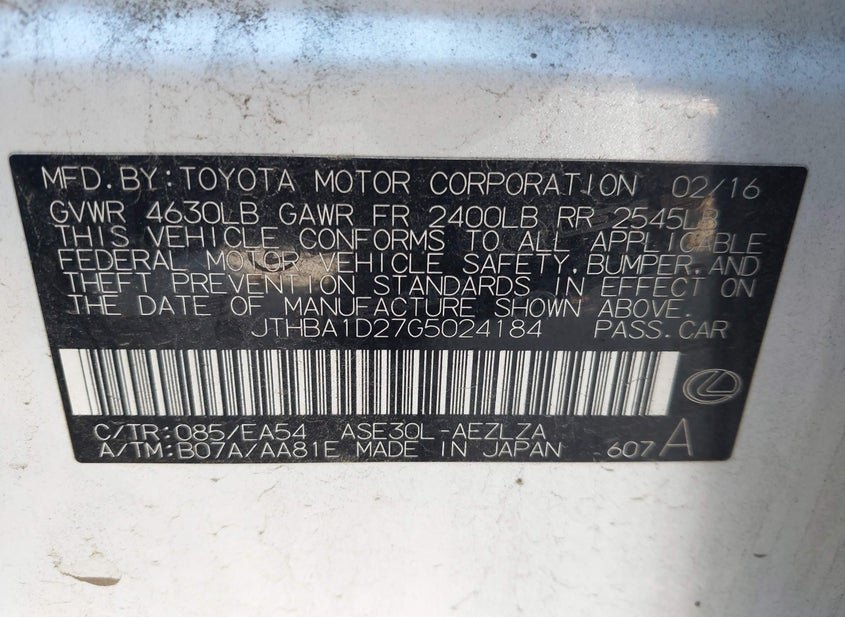 MFD. BY: TOYOTA MOTOR CORPORATION 02/16
GVWR 4630LB GAWR FR 2400LB RR 2545LB
THIS VEHICLE CONFORMS TO ALL APPLICABLE
FEDERAL MOTOR VEHICLE SAFETY, BUMPER, AND
THEFT PREVENTION STANDARDS IN EFFECT ON
THE DATE OF MANUFACTURE SHOWN ABOVE.
JTHBA1D27G5024184 PASS. CAR
C/TR: 085/EA54 ASE30L-AEZLZA
A/TM: B07A/AA81E MADE IN JAPAN 607 A